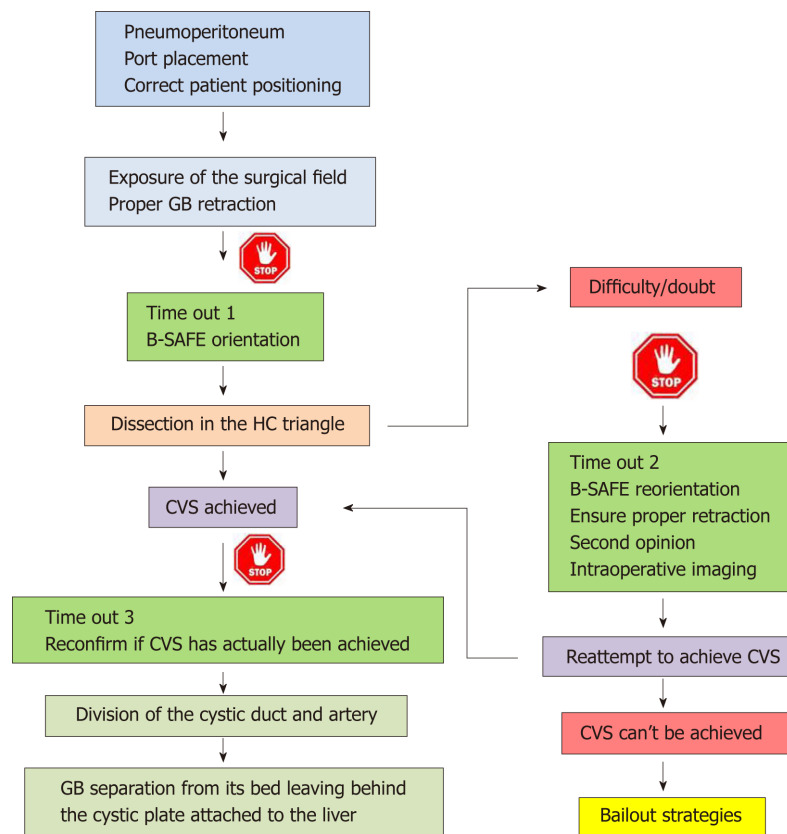 Pneumoperitoneum
Port placement
Correct patient positioning
Exposure of the surgical field
Proper GB retraction
STOP
Time out 1
B-SAFE orientation
Dissection in the HC triangle
CVS achieved
STOP
Time out 3
Reconfirm if CVS has actually been achieved
Division of the cystic duct and artery
GB separation from its bed leaving behind
the cystic plate attached to the liver
Difficulty/doubt
STOP
Time out 2
B-SAFE reorientation
Ensure proper retraction
Second opinion
Intraoperative imaging
Reattempt to achieve CVS
CVS can’t be achieved
Bailout strategies